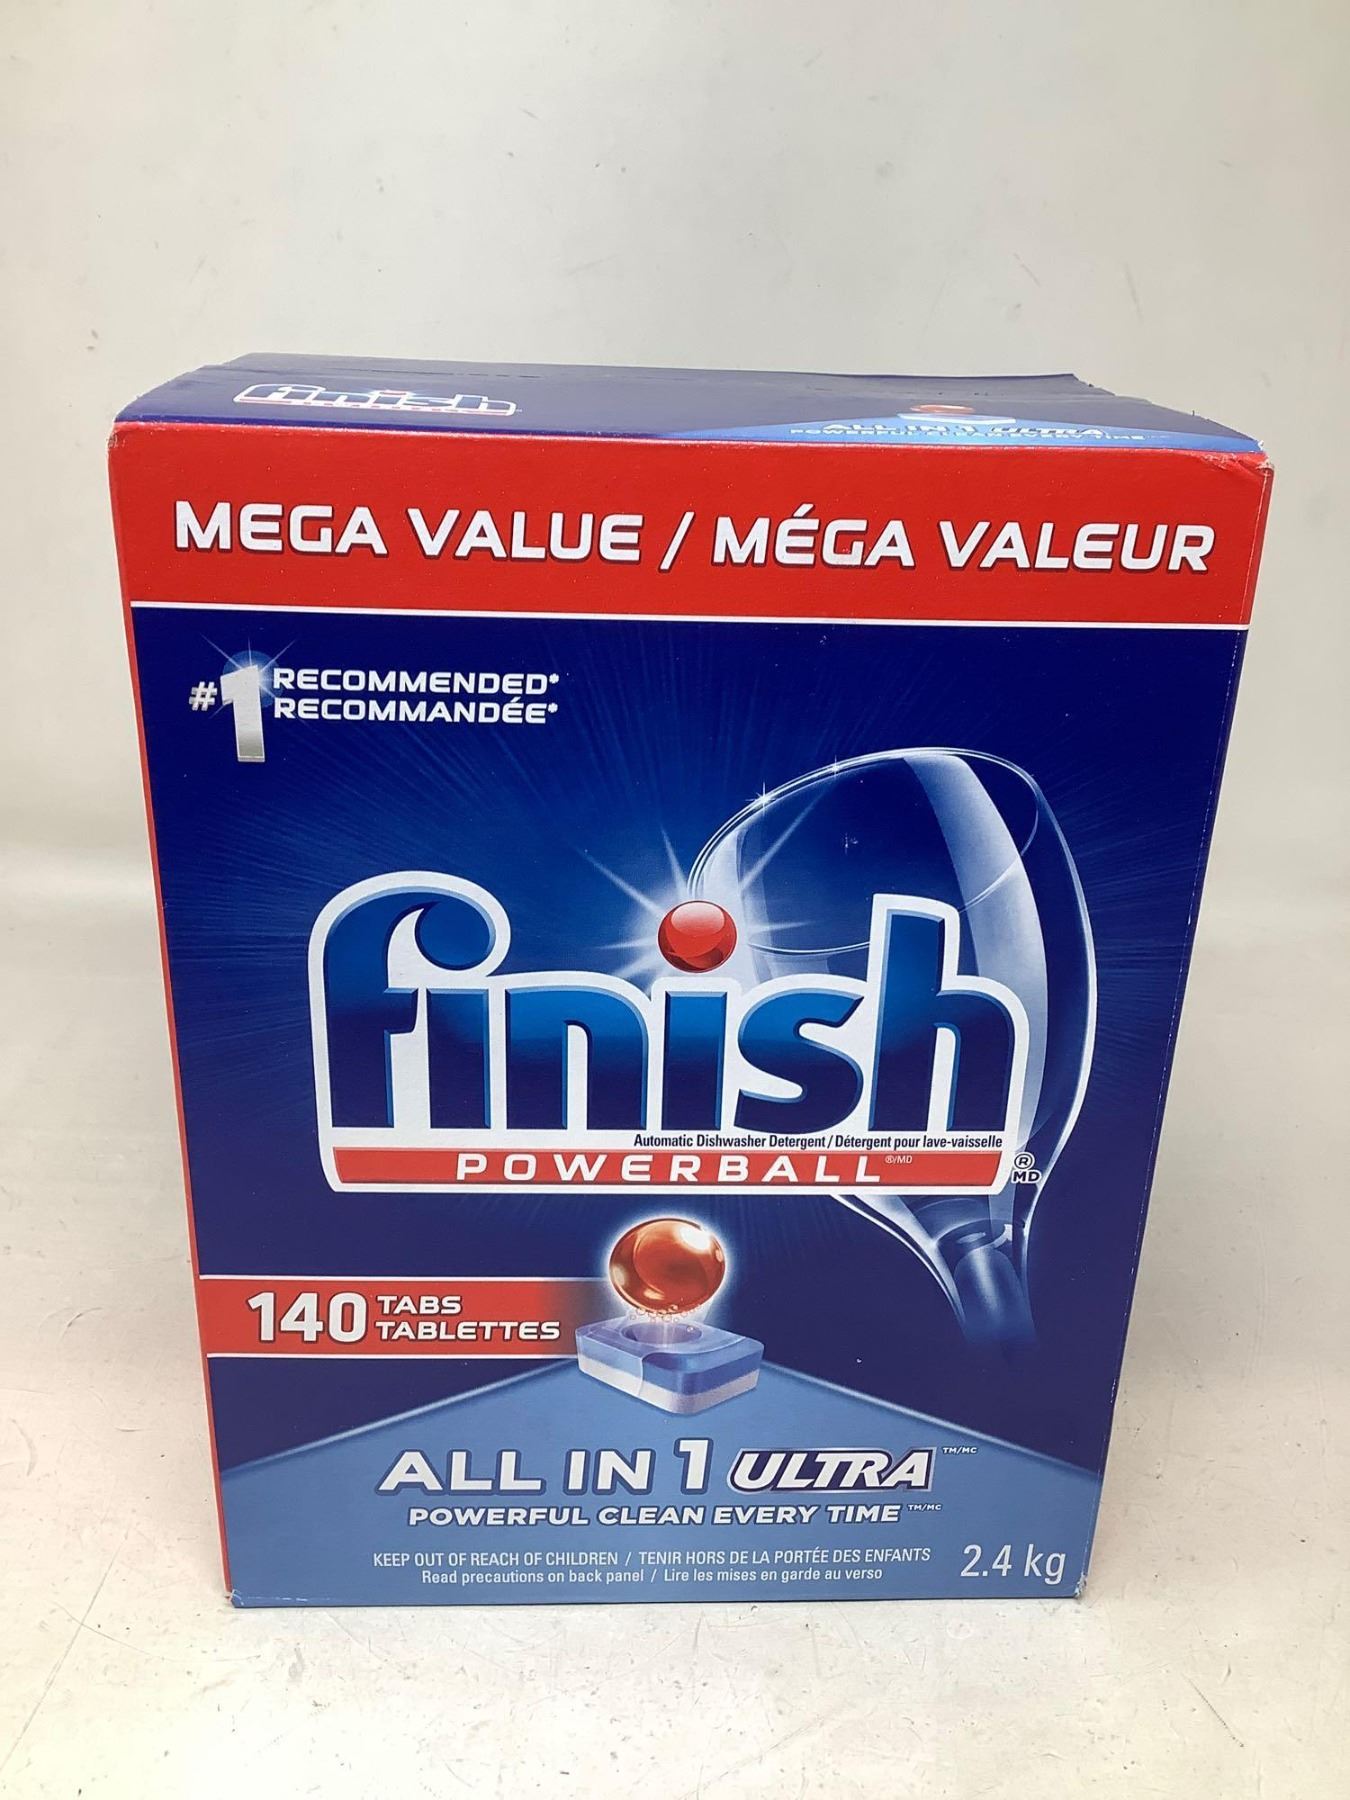 finish
ALL IN 1 ULTRA
POWERFUL CLEAN EVERY TIME
MEGA VALUE / MÉGA VALEUR
#1 RECOMMENDED*
RECOMMANDÉE*
finish
Automatic Dishwasher Detergent / Détergent pour lave-vaisselle
POWERBALL ®/MD
® MD
140 TABS
TABLETTES
ALL IN 1 ULTRA TM/MC
POWERFUL CLEAN EVERY TIME TM/MC
KEEP OUT OF REACH OF CHILDREN / TENIR HORS DE LA PORTÉE DES ENFANTS
Read precautions on back panel / Lire les mises en garde au verso
2.4 kg